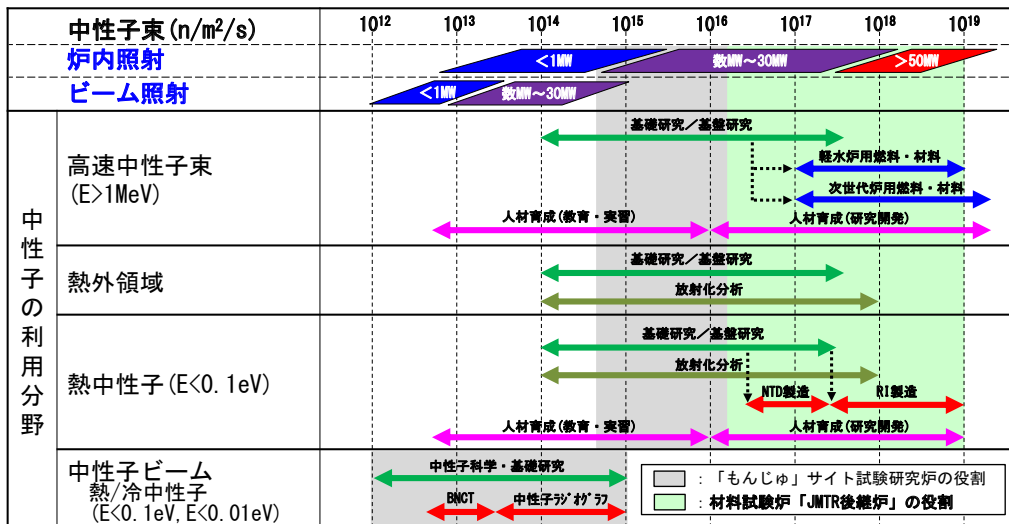 中性子束(n/m²/s) 10¹² 10¹³ 10¹⁴ 10¹⁵ 10¹⁶ 10¹⁷ 10¹⁸ 10¹⁹
炉内照射 <1MW 数MW～30MW >50MW
ビーム照射 <1MW 数MW～30MW
中性子の利用分野
高速中性子束
(E>1MeV)
基礎研究／基盤研究
軽水炉用燃料・材料
次世代炉用燃料・材料
人材育成(教育・実習) 人材育成(研究開発)
熱外領域
基礎研究／基盤研究
放射化分析
熱中性子(E<0.1eV)
基礎研究／基盤研究
放射化分析
NTD製造 RI製造
人材育成(教育・実習) 人材育成(研究開発)
中性子ビーム
熱/冷中性子
(E<0.1eV,E<0.01eV)
中性子科学・基礎研究
BNCT 中性子ラジオグラフ
：「もんじゅ」サイト試験研究炉の役割
：材料試験炉「JMTR後継炉」の役割